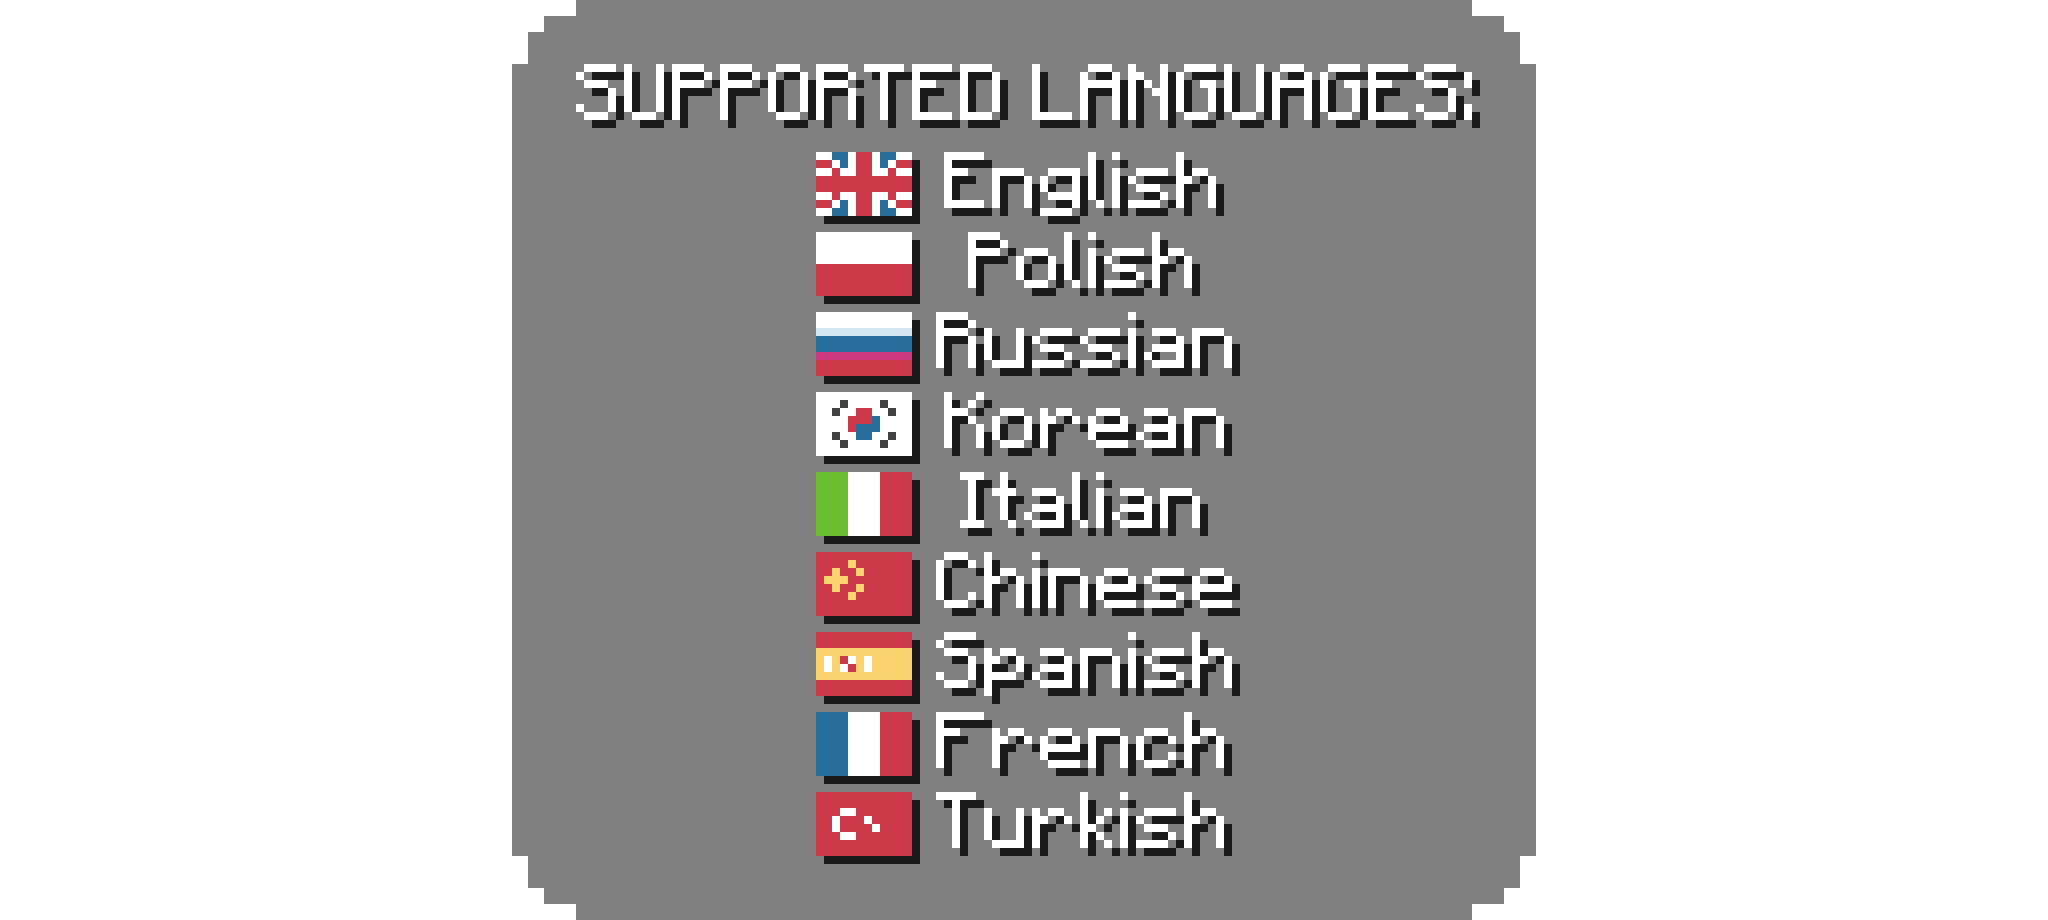 SUPPORTED LANGUAGES:
English
Polish
Russian
Korean
Italian
Chinese
Spanish
French
Turkish